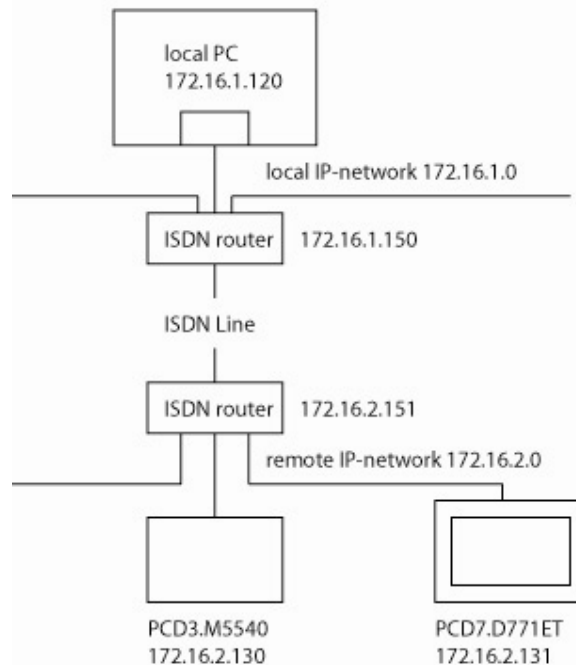 local PC
172.16.1.120
local IP-network 172.16.1.0
ISDN router
172.16.1.150
ISDN Line
ISDN router
172.16.2.151
remote IP-network 172.16.2.0
PCD3.M5540
172.16.2.130
PCD7.D771ET
172.16.2.131